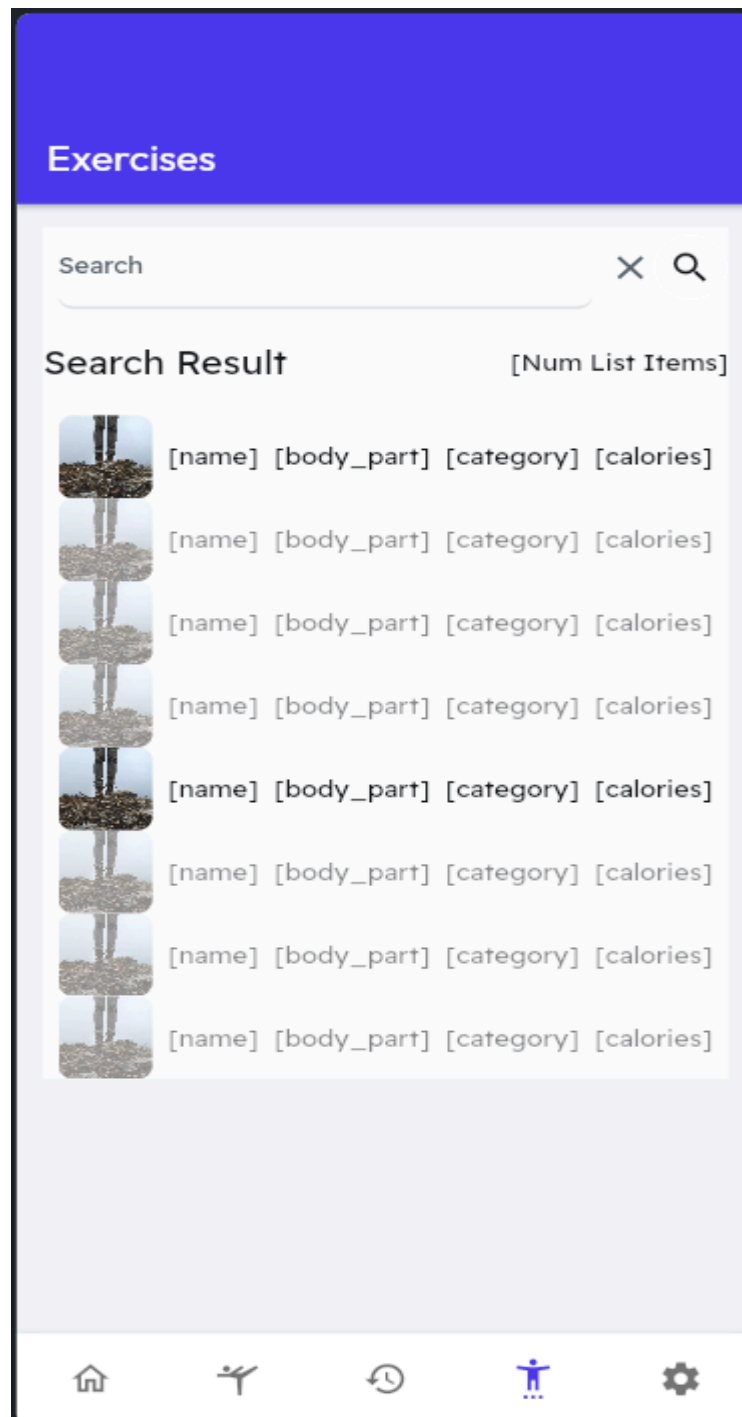 Exercises
Search
Search Result [Num List Items]
[name] [body_part] [category] [calories]
[name] [body_part] [category] [calories]
[name] [body_part] [category] [calories]
[name] [body_part] [category] [calories]
[name] [body_part] [category] [calories]
[name] [body_part] [category] [calories]
[name] [body_part] [category] [calories]
[name] [body_part] [category] [calories]